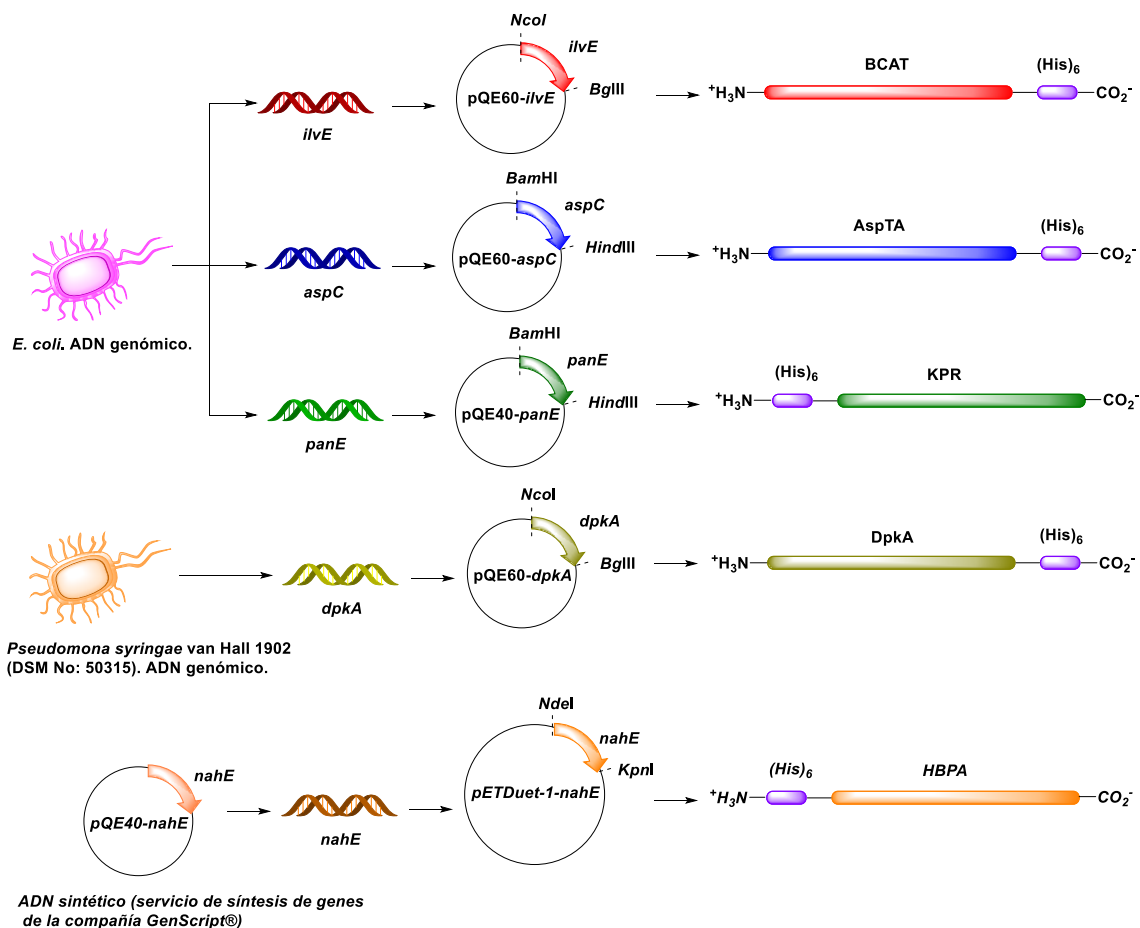 NcoI
ilvE
pQE60-ilvE
BglII
ilvE
BCAT
(His)6
+H3N
CO2-
BamHI
aspC
pQE60-aspC
HindIII
aspC
AspTA
(His)6
+H3N
CO2-
E. coli. ADN genómico.
BamHI
panE
pQE40-panE
HindIII
panE
(His)6
KPR
+H3N
CO2-
NcoI
dpkA
pQE60-dpkA
BglII
dpkA
DpkA
(His)6
+H3N
CO2-
Pseudomona syringae van Hall 1902
(DSM No: 50315). ADN genómico.
NdeI
nahE
KpnI
pETDuet-1-nahE
nahE
pQE40-nahE
nahE
(His)6
HBPA
+H3N
CO2-
ADN sintético (servicio de síntesis de genes
de la compañía GenScript®)